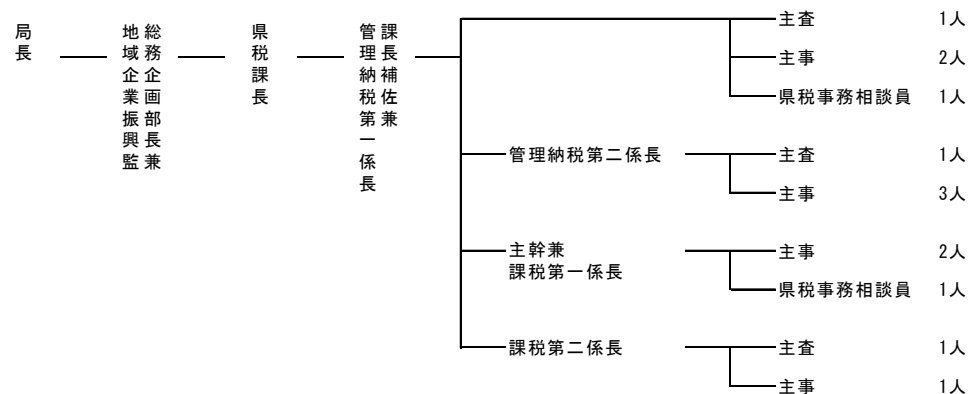 局長
総務企画部長兼
地域企業振興監
県税課長
課長補佐兼
管理納税第一係長
主査 1人
主事 2人
県税事務相談員 1人
管理納税第二係長
主査 1人
主事 3人
主幹兼
課税第一係長
主事 2人
県税事務相談員 1人
課税第二係長
主査 1人
主事 1人